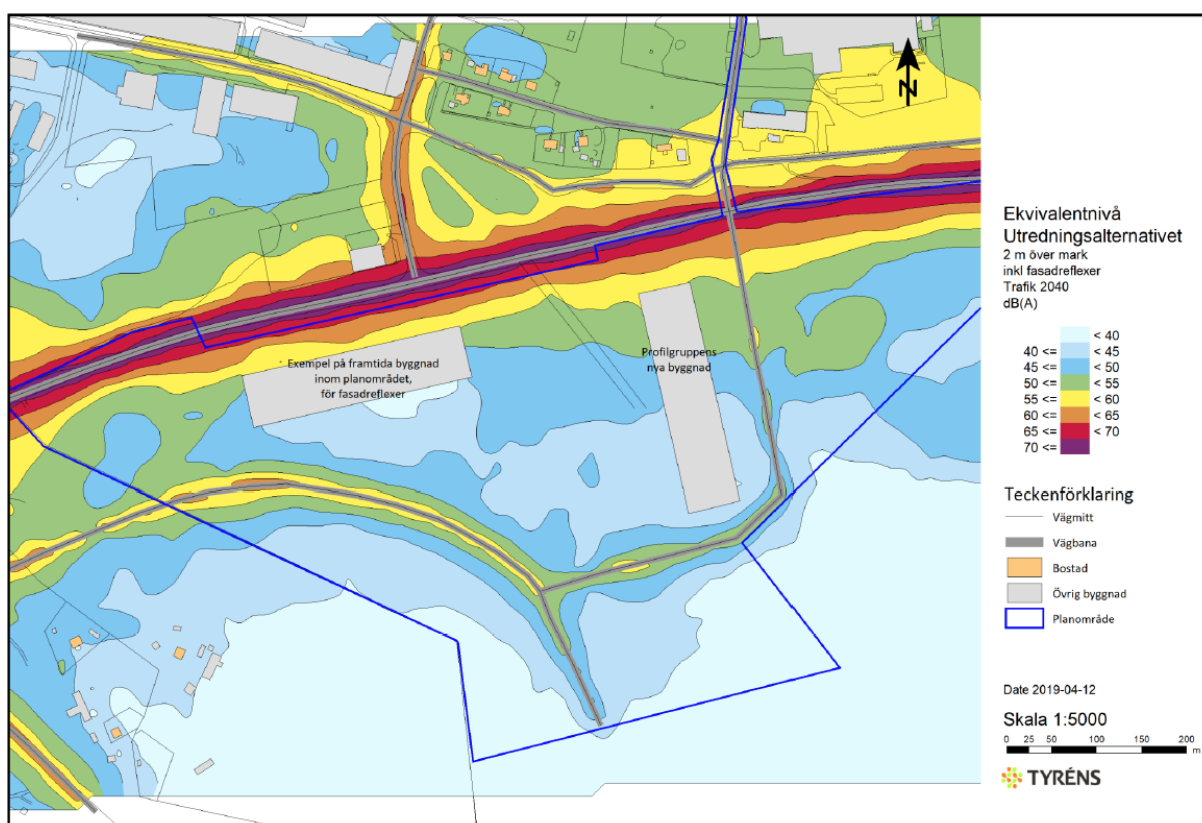 N
Exempel på framtida byggnad
inom planområdet,
för fasadreflexer
Profilgruppens
nya byggnad
Ekvivalentnivå
Utredningsalternativet
2 m över mark
inkl fasadreflexer
Trafik 2040
dB(A)
< 40
40 <= < 45
45 <= < 50
50 <= < 55
55 <= < 60
60 <= < 65
65 <= < 70
70 <=
Teckenförklaring
Vägmitt
Vägbana
Bostad
Övrig byggnad
Planområde
Date 2019-04-12
Skala 1:5000
0 25 50 100 150 200
m
TYRÉNS